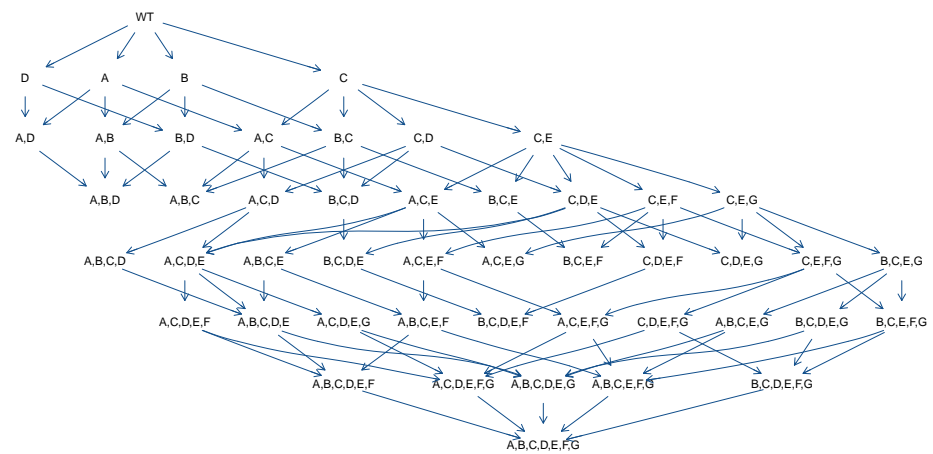 WT
D A B C
A,D A,B B,D A,C B,C C,D C,E
A,B,D A,B,C A,C,D B,C,D A,C,E B,C,E C,D,E C,E,F C,E,G
A,B,C,D A,C,D,E A,B,C,E B,C,D,E A,C,E,F A,C,E,G B,C,E,F C,D,E,F C,D,E,G C,E,F,G B,C,E,G
A,C,D,E,F A,B,C,D,E A,C,D,E,G A,B,C,E,F B,C,D,E,F A,C,E,F,G C,D,E,F,G A,B,C,E,G B,C,D,E,G B,C,E,F,G
A,B,C,D,E,F A,C,D,E,F,G A,B,C,D,E,G A,B,C,E,F,G B,C,D,E,F,G
A,B,C,D,E,F,G